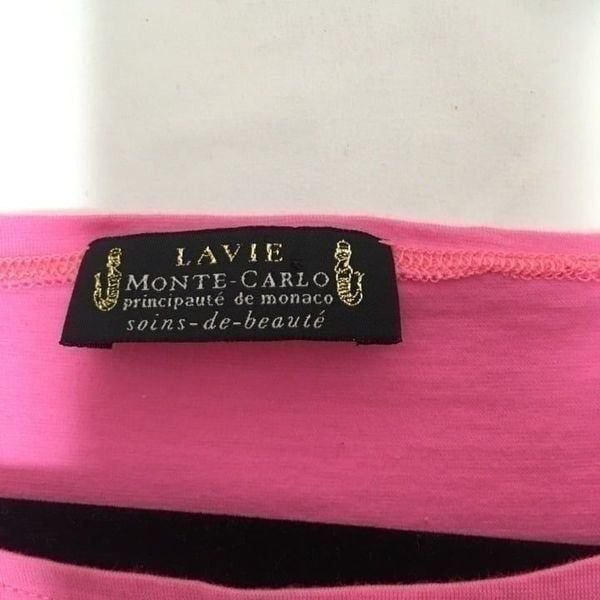 LAVIE
MONTE-CARLO
principauté de monaco
soins-de-beauté